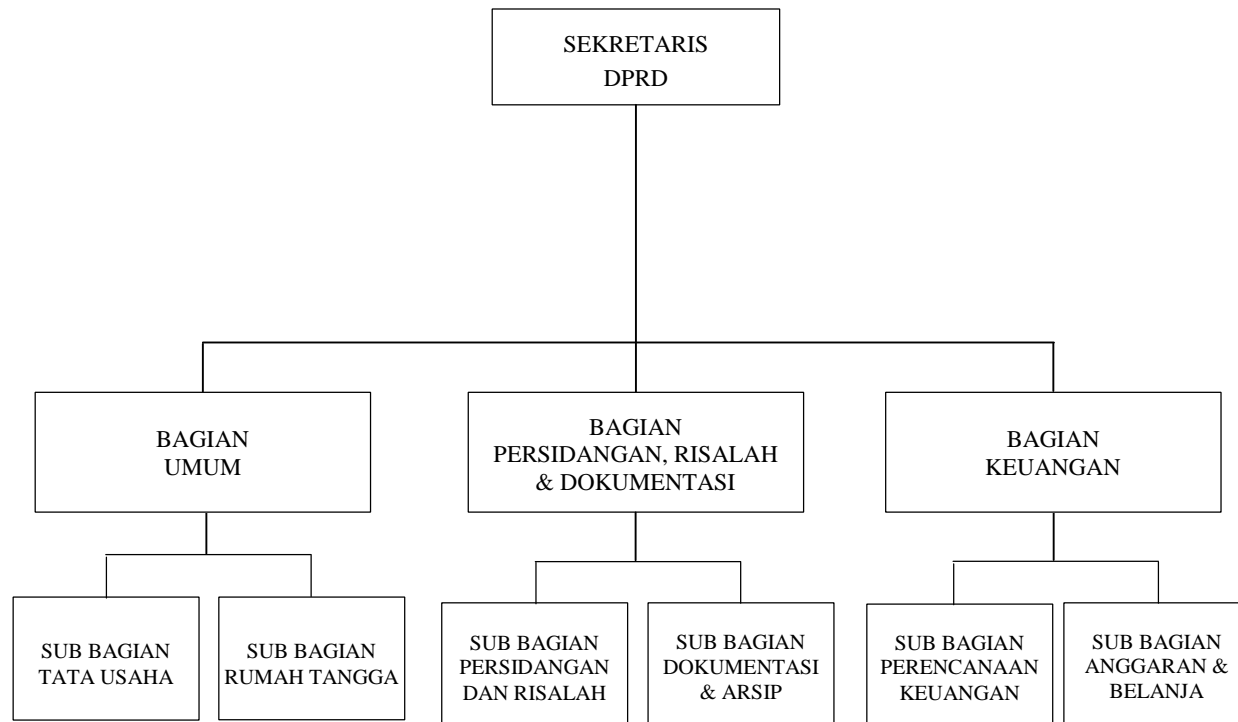 SEKRETARIS
DPRD
BAGIAN
UMUM
BAGIAN
PERSIDANGAN, RISALAH
& DOKUMENTASI
BAGIAN
KEUANGAN
SUB BAGIAN
TATA USAHA
SUB BAGIAN
RUMAH TANGGA
SUB BAGIAN
PERSIDANGAN
DAN RISALAH
SUB BAGIAN
DOKUMENTASI
& ARSIP
SUB BAGIAN
PERENCANAAN
KEUANGAN
SUB BAGIAN
ANGGARAN &
BELANJA